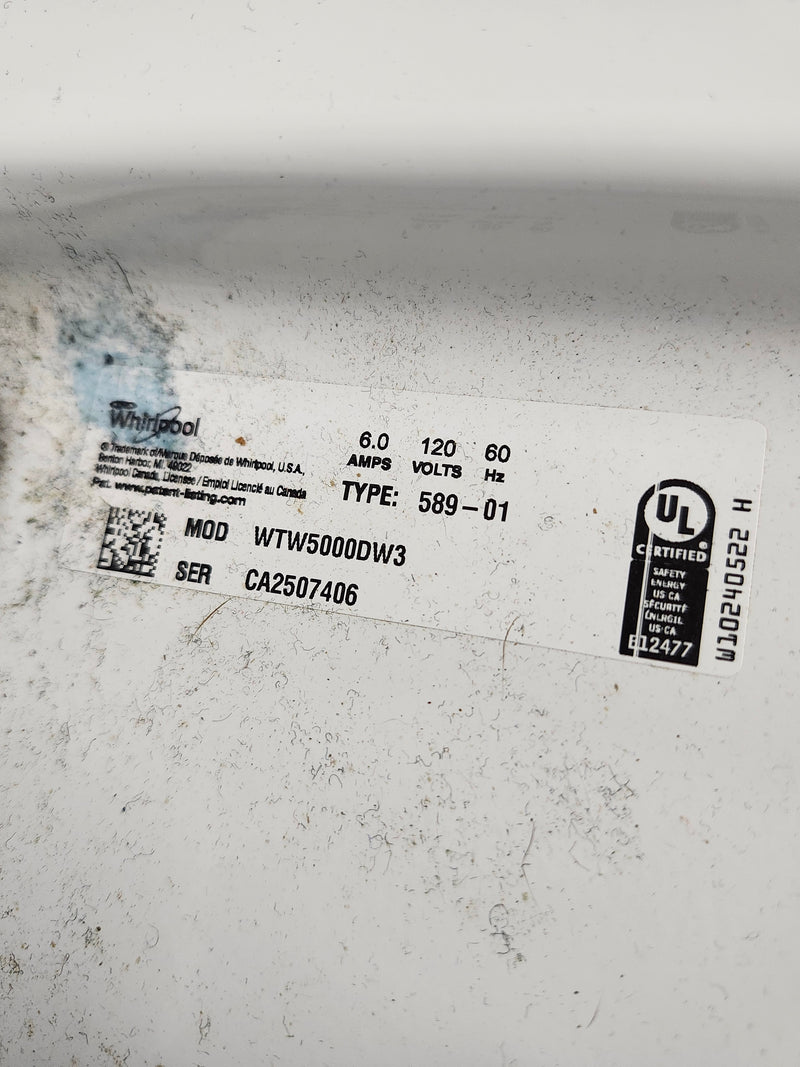 Whirlpool
® Trademark of/Marque Déposée de Whirlpool, U.S.A.,
Benton Harbor, MI. 49022
Whirlpool Canada, Licensee / Emploi Licencié au Canada
Pat. www.patent-listing.com
6.0 120 60
AMPS VOLTS Hz
TYPE: 589-01
MOD WTW5000DW3
SER CA2507406
UL
CERTIFIED
SAFETY
ENERGY
US CA
SÉCURITÉ
ÉNERGIE
US CA
E12477
W10240522 H